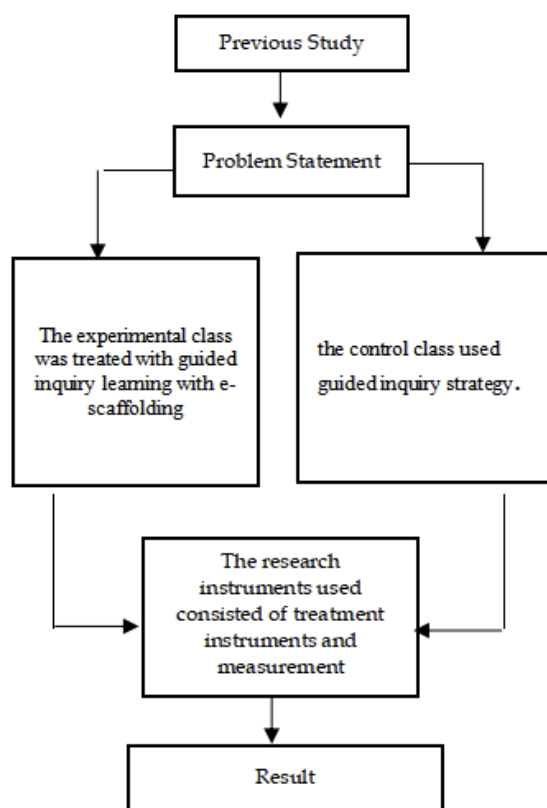 Previous Study
Problem Statement
The experimental class
was treated with guided
inquiry learning with e-
scaffolding
the control class used
guided inquiry strategy.
The research
instruments used
consisted of treatment
instruments and
measurement
Result